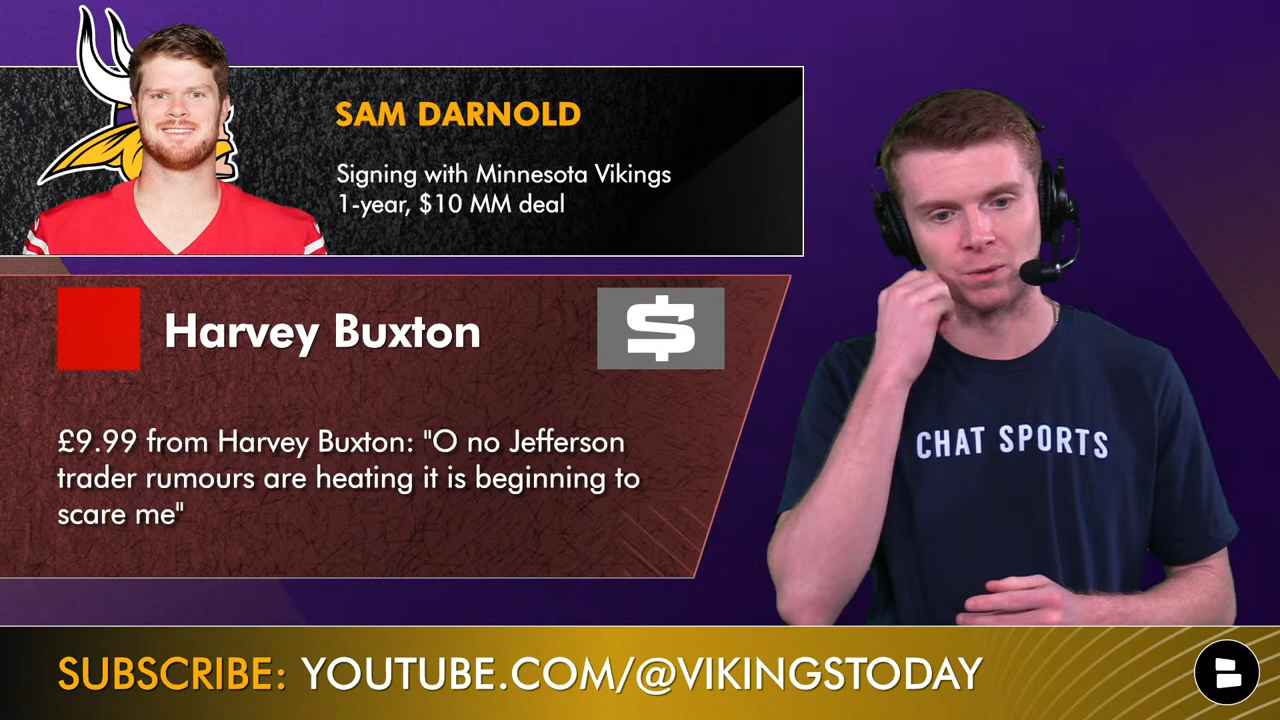 SAM DARNOLD
Signing with Minnesota Vikings
1-year, $10 MM deal
Harvey Buxton
$
£9.99 from Harvey Buxton: "O no Jefferson
trader rumours are heating it is beginning to
scare me"
CHAT SPORTS
SUBSCRIBE: YOUTUBE.COM/@VIKINGSTODAY